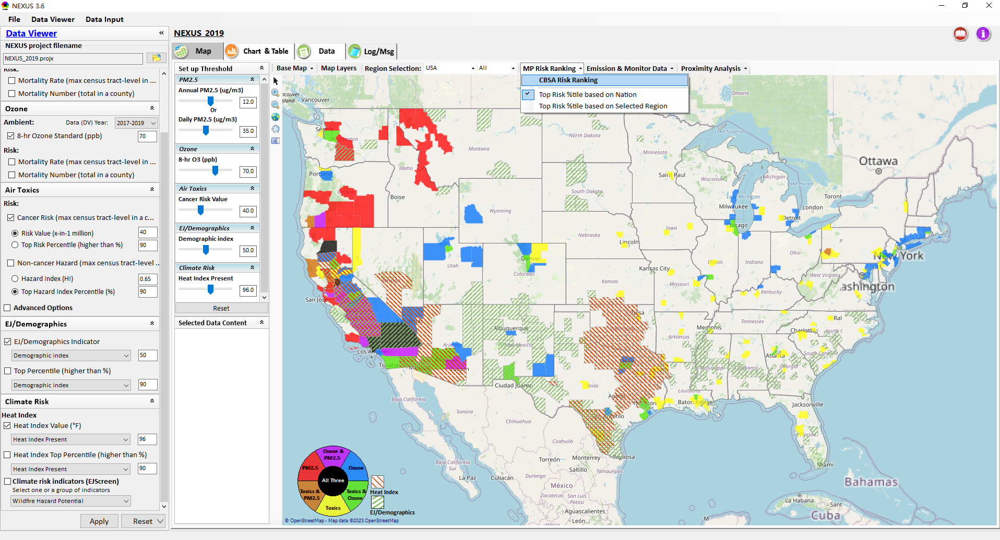 NEXUS 3.6
File Data Viewer Data Input
Data Viewer «
NEXUS project filename
NEXUS_2019.projx
Risk:
Mortality Rate (max census tract-level in ...
Mortality Number (total in a county)
Ozone
Ambient: Data (DV) Year: 2017-2019
8-hr Ozone Standard (ppb) 70
Risk:
Mortality Rate (max census tract-level in ...
Mortality Number (total in a county)
Air Toxics
Risk:
Cancer Risk (max census tract-level in a c...
Risk Value (x-in-1 million) 40
Top Risk Percentile (higher than %) 90
Non-cancer Hazard (max census tract-level ...
Hazard Index (HI) 0.65
Top Hazard Index Percentile (%) 90
Advanced Options
EJ/Demographics
EJ/Demographics Indicator
Demographic index 50
Top Percentile (higher than %)
Demographic index 90
Climate Risk
Heat Index
Heat Index Value (°F)
Heat Index Present 96
Heat Index Top Percentile (higher than %)
Heat Index Present 90
Climate risk indicators (EJScreen)
Select one or a group of indicators
Wildfire Hazard Potential
Apply Reset
NEXUS_2019
Map Chart & Table Data Log/Msg
Set up Threshold
PM2.5
Annual PM2.5 (ug/m3)
12.0
Or
Daily PM2.5 (ug/m3)
35.0
Ozone
8-hr O3 (ppb)
70.0
Air Toxics
Cancer Risk Value
40.0
EJ/Demographics
Demographic index
50.0
Climate Risk
Heat Index Present
96.0
Reset
Selected Data Content
Base Map Map Layers Region Selection: USA All MP Risk Ranking Emission & Monitor Data Proximity Analysis
CBSA Risk Ranking
Top Risk %tile based on Nation
Top Risk %tile based on Selected Region
ncouver
sland
Vancouver
Ontario
Seattle
Washington
Montana
North Dakota
Lake Superior
Minnesota
Ottawa
Portland
Idaho
Saint Paul
Wisconsin
Michigan
Lake Huron
Oregon
Boise
South Dakota
Lake Michigan
Toront
Wyoming
Milwaukee
London
Detroit
Chicago
Iowa
Nebraska
Lincoln
P
Utah
Denver
Colorado
Illinois
Indiana
Ohio
New York
Kansas City
Sacramento
Nevada
Kansas
Missouri
West Virginia
Kentucky
ashington
San Jose
Las Vegas
Tulsa
Ral
Albuquerque
Oklahoma
Memphis
Tennessee
Charlotte
North C
Arkansas
Los Angeles
Arizona
New Mexico
Atlanta
South Carolina
Tijuana
M
Tucson
Mississippi
Alabama
Georgia
Ciudad Juárez
Texas
Louisiana
Baja California
Austin
Houston
Baton Rouge
Jacksonville
Sonora
San Antonio
Chihuahua
Florida
Coahuila
Torreón
Monterrey
Reynosa
Miami
Baja California
Sur
Saltillo
Tamaulipas
La Paz
Culiacán
Durango
Bahamas
México
Zacatecas
San Luis
Potosí
La Habana
Sant
Aguascalientes
Cuba
León
M
Jalisco
Ozone &
PM2.5
PM2.5
Ozone
All Three
Toxics &
PM2.5
Toxics &
Ozone
Toxics
Heat Index
EJ/Demographics
© OpenStreetMap - Map data ©2023 OpenStreetMap